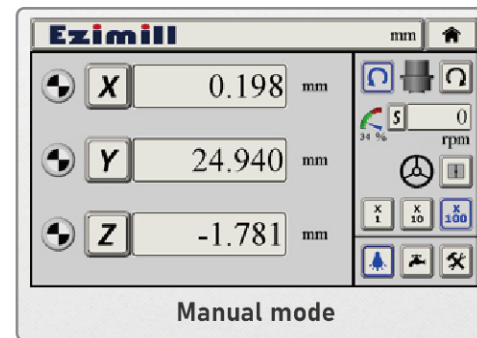 Ezimill mm
X 0.198 mm
S 0
34 % rpm
Y 24.940 mm
X 1 X 10 X 100
Z -1.781 mm
Manual mode